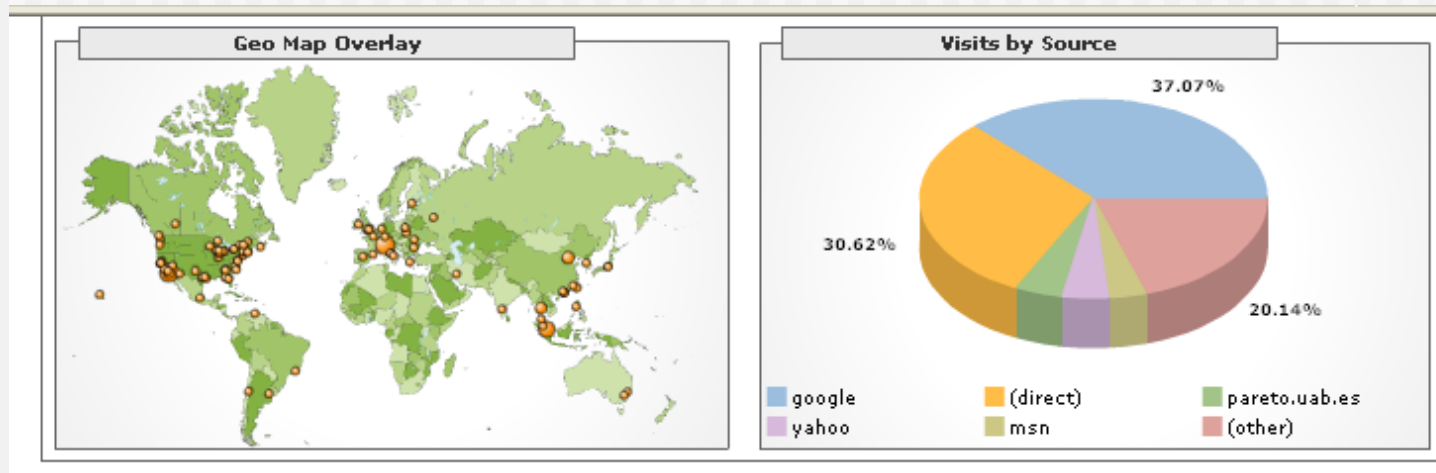 Geo Map Overlay
Visits by Source
37.07%
30.62%
20.14%
google (direct) pareto.uab.es
yahoo msn (other)